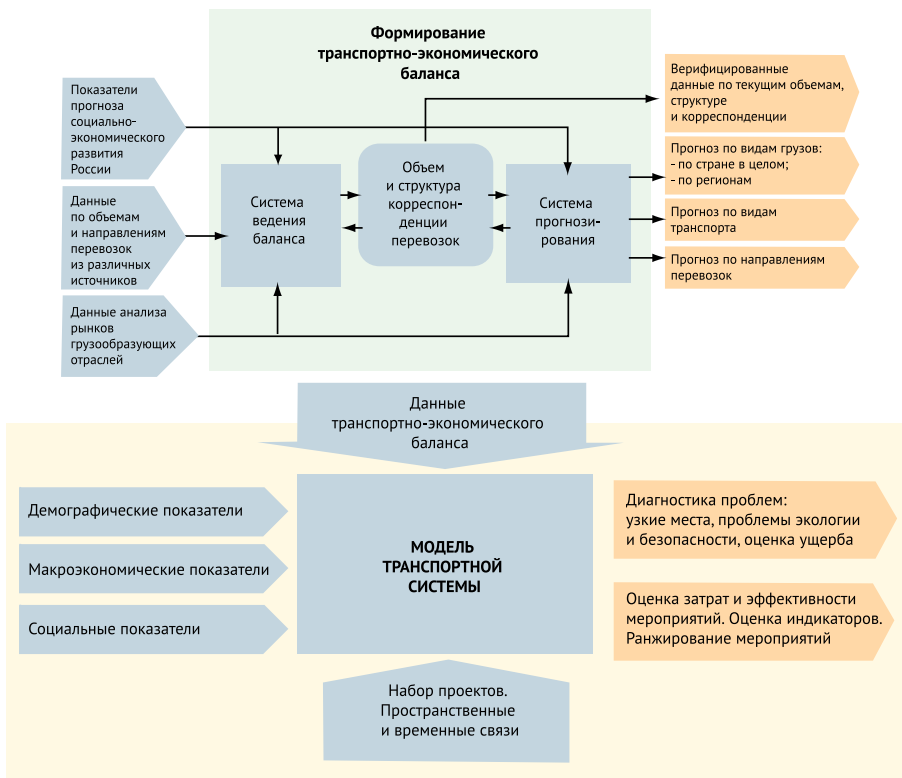 Формирование
транспортно-экономического
баланса
Показатели
прогноза
социально-
экономического
развития
России
Данные
по объемам
и направлениям
перевозок
из различных
источников
Данные анализа
рынков
грузообразующих
отраслей
Система
ведения
баланса
Объем
и структура
корреспон-
денции
перевозок
Система
прогнози-
рования
Верифицированные
данные по текущим объемам,
структуре
и корреспонденции
Прогноз по видам грузов:
- по стране в целом;
- по регионам
Прогноз по видам
транспорта
Прогноз по направлениям
перевозок
Данные
транспортно-экономического
баланса
Демографические показатели
Макроэкономические показатели
Социальные показатели
МОДЕЛЬ
ТРАНСПОРТНОЙ
СИСТЕМЫ
Диагностика проблем:
узкие места, проблемы экологии
и безопасности, оценка ущерба
Оценка затрат и эффективности
мероприятий. Оценка индикаторов.
Ранжирование мероприятий
Набор проектов.
Пространственные
и временные связи